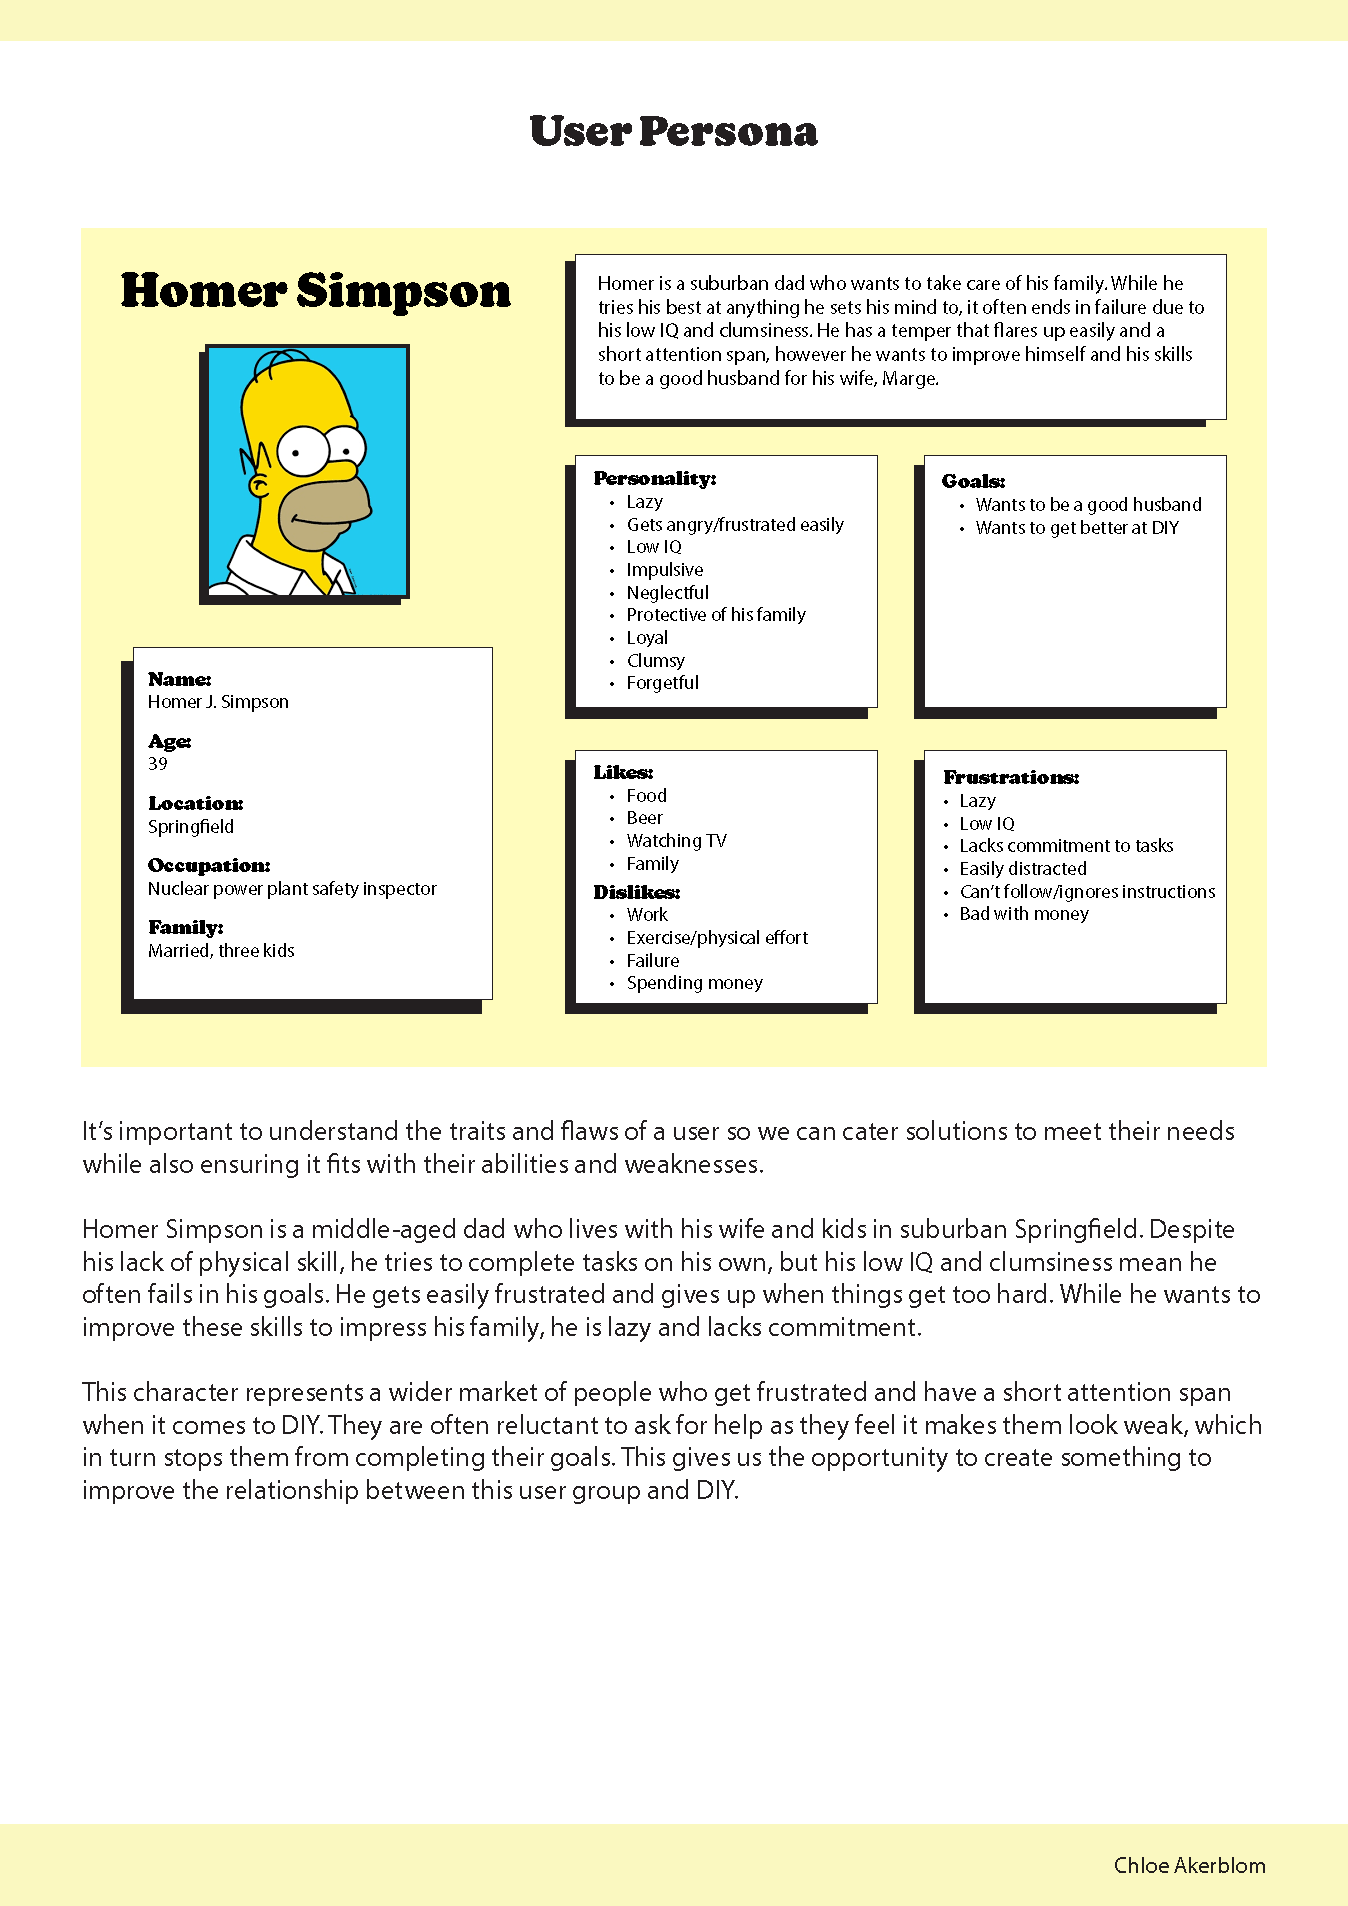 User Persona
Homer Simpson
Homer is a suburban dad who wants to take care of his family. While he
tries his best at anything he sets his mind to, it often ends in failure due to
his low IQ and clumsiness. He has a temper that flares up easily and a
short attention span, however he wants to improve himself and his skills
to be a good husband for his wife, Marge.
Name:
Homer J. Simpson
Age:
39
Location:
Springfield
Occupation:
Nuclear power plant safety inspector
Family:
Married, three kids
Personality:
• Lazy
• Gets angry/frustrated easily
• Low IQ
• Impulsive
• Neglectful
• Protective of his family
• Loyal
• Clumsy
• Forgetful
Goals:
• Wants to be a good husband
• Wants to get better at DIY
Likes:
• Food
• Beer
• Watching TV
• Family
Dislikes:
• Work
• Exercise/physical effort
• Failure
• Spending money
Frustrations:
• Lazy
• Low IQ
• Lacks commitment to tasks
• Easily distracted
• Can't follow/ignores instructions
• Bad with money
It's important to understand the traits and flaws of a user so we can cater solutions to meet their needs
while also ensuring it fits with their abilities and weaknesses.
Homer Simpson is a middle-aged dad who lives with his wife and kids in suburban Springfield. Despite
his lack of physical skill, he tries to complete tasks on his own, but his low IQ and clumsiness mean he
often fails in his goals. He gets easily frustrated and gives up when things get too hard. While he wants to
improve these skills to impress his family, he is lazy and lacks commitment.
This character represents a wider market of people who get frustrated and have a short attention span
when it comes to DIY. They are often reluctant to ask for help as they feel it makes them look weak, which
in turn stops them from completing their goals. This gives us the opportunity to create something to
improve the relationship between this user group and DIY.
Chloe Akerblom